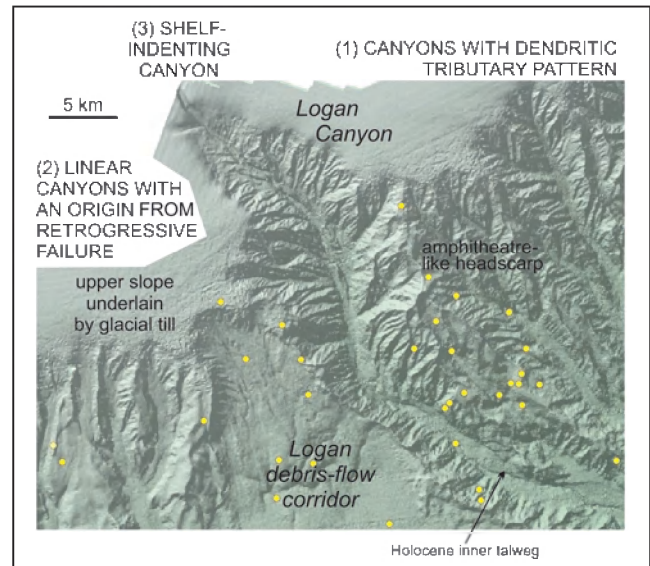 (3) SHELF-
INDENTING
CANYON
(1) CANYONS WITH DENDRITIC
TRIBUTARY PATTERN
5 km
Logan
Canyon
(2) LINEAR
CANYONS WITH
AN ORIGIN FROM
RETROGRESSIVE
FAILURE
amphitheatre-
like headscarp
upper slope
underlain
by glacial till
Logan
debris-flow
corridor
Holocene inner talweg